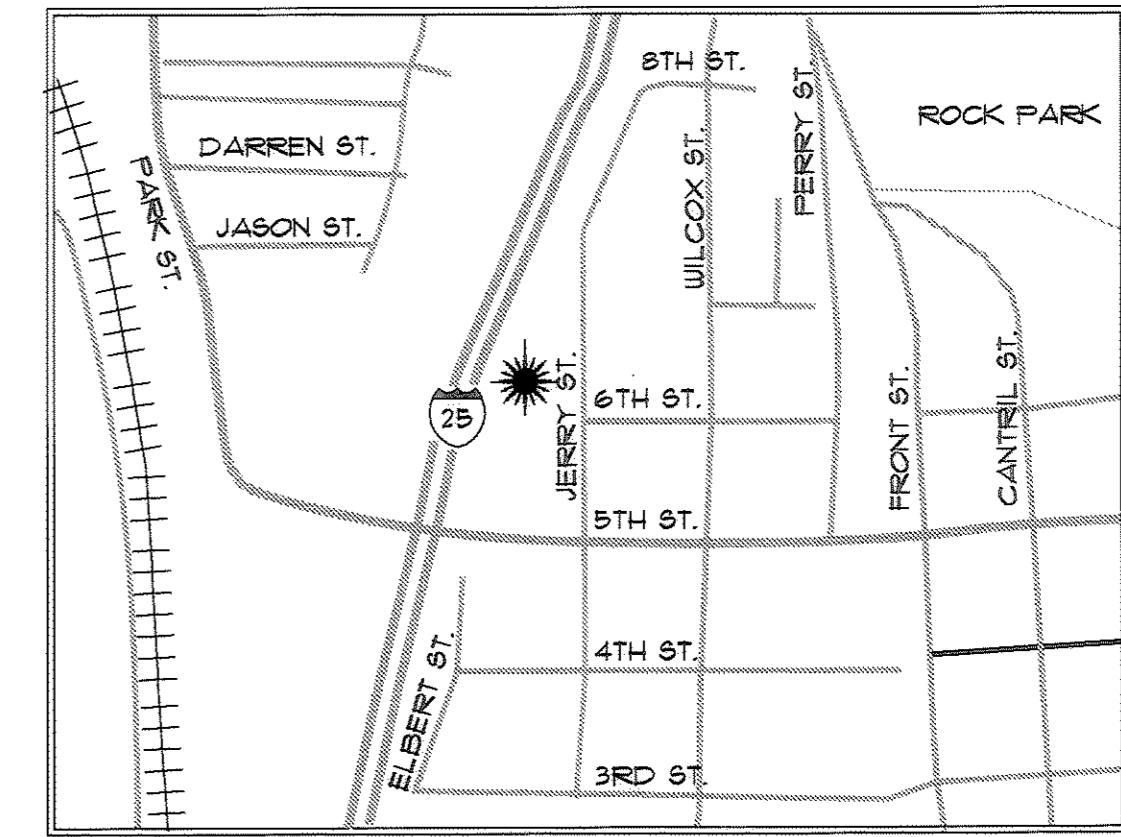 8TH ST.
ROCK PARK
PERRY ST.
WILCOX ST.
DARREN ST.
PARK ST.
JASON ST.
25
JERRY ST.
6TH ST.
FRONT ST.
CANTRIL ST.
5TH ST.
ELBERT ST.
4TH ST.
3RD ST.